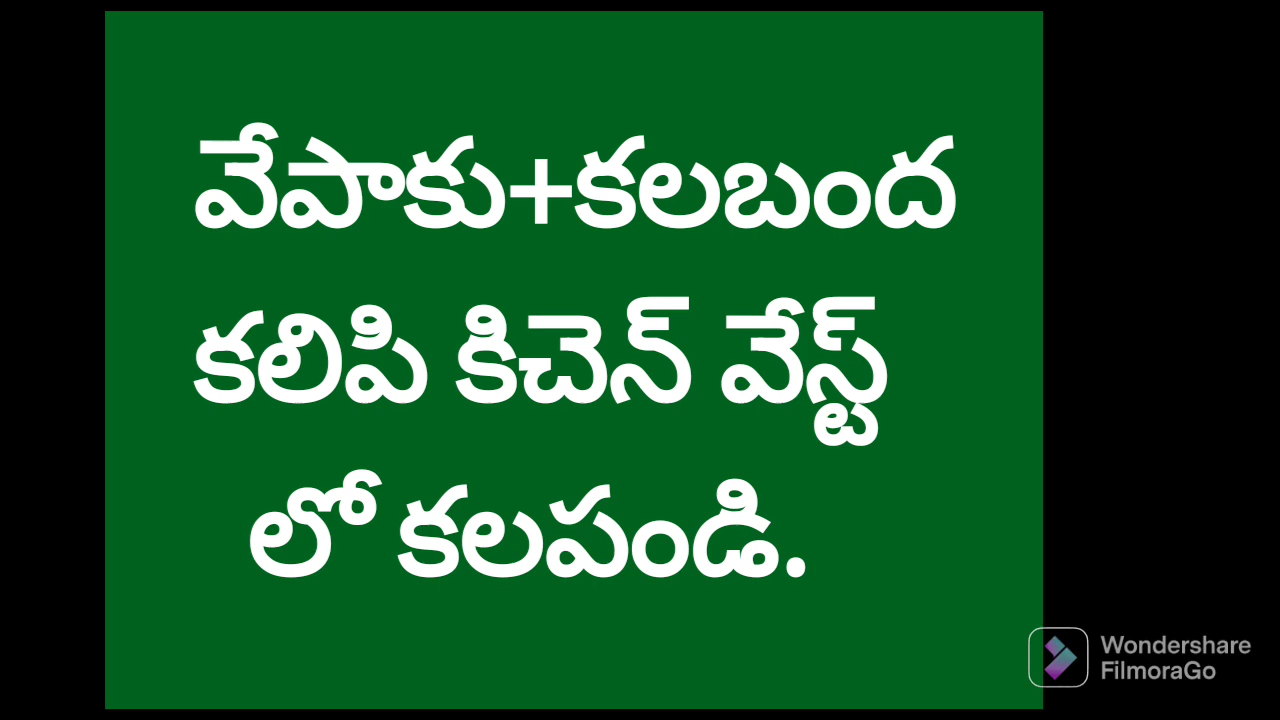 వేపాకు+కలబంద
కలిపి కిచెన్ వేస్ట్
లో కలపండి.
Wondershare
FilmoraGo